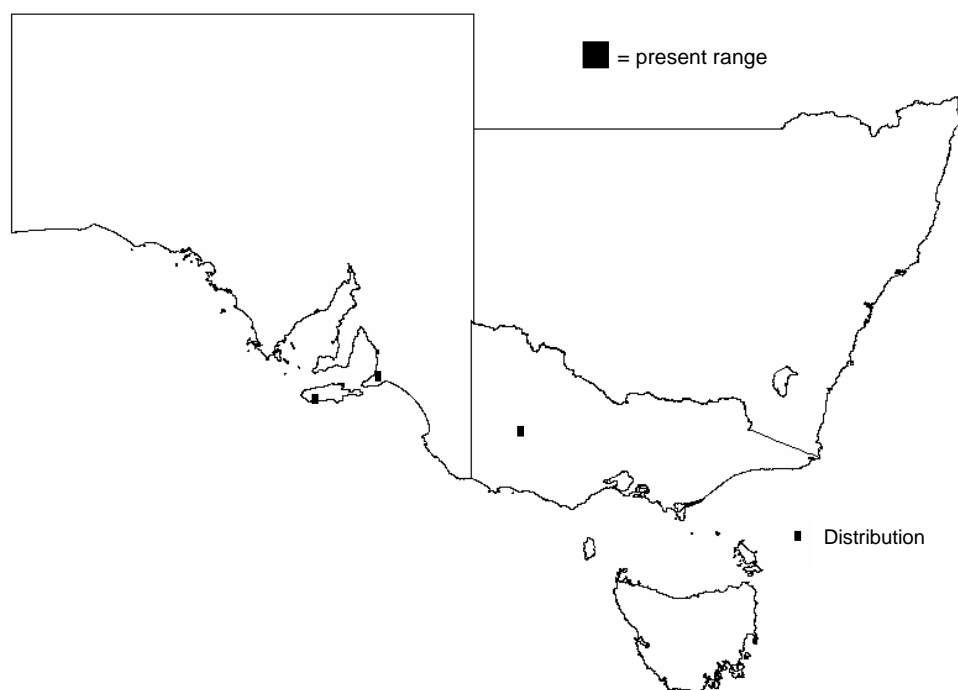 = present range
Distribution